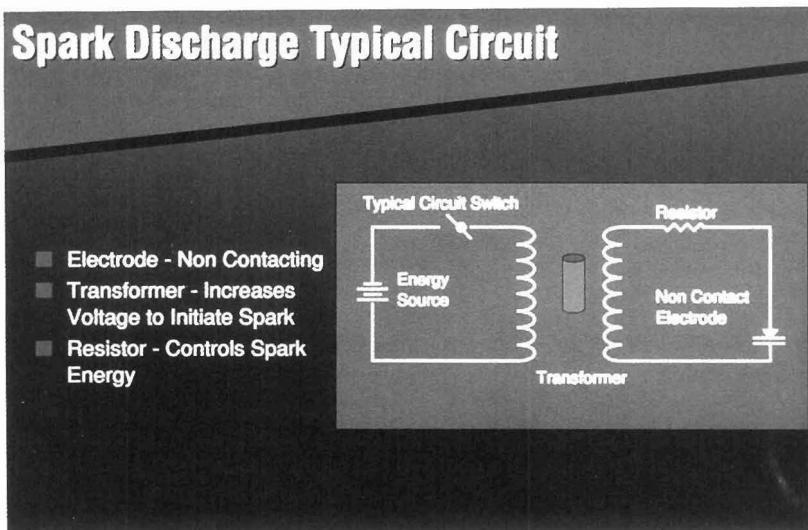 Spark Discharge Typical Circuit
Electrode - Non Contacting
Transformer - Increases
Voltage to Initiate Spark
Resistor - Controls Spark
Energy
Typical Circuit Switch
Energy
Source
Transformer
Resistor
Non Contact
Electrode